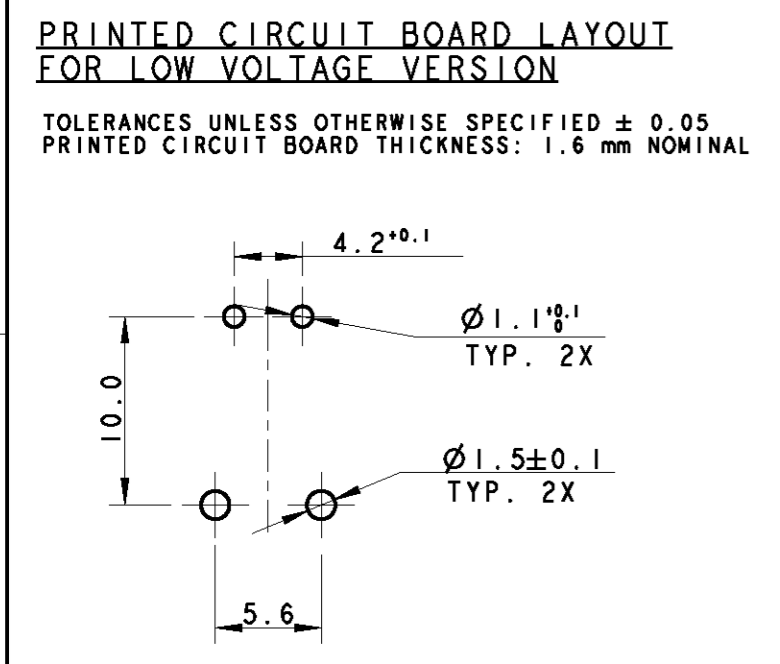 PRINTED CIRCUIT BOARD LAYOUT
FOR LOW VOLTAGE VERSION
TOLERANCES UNLESS OTHERWISE SPECIFIED ± 0.05
PRINTED CIRCUIT BOARD THICKNESS: 1.6 mm NOMINAL
4.2+0.1
Ø1.1+0.1 0
TYP. 2X
10.0
Ø1.5±0.1
TYP. 2X
5.6